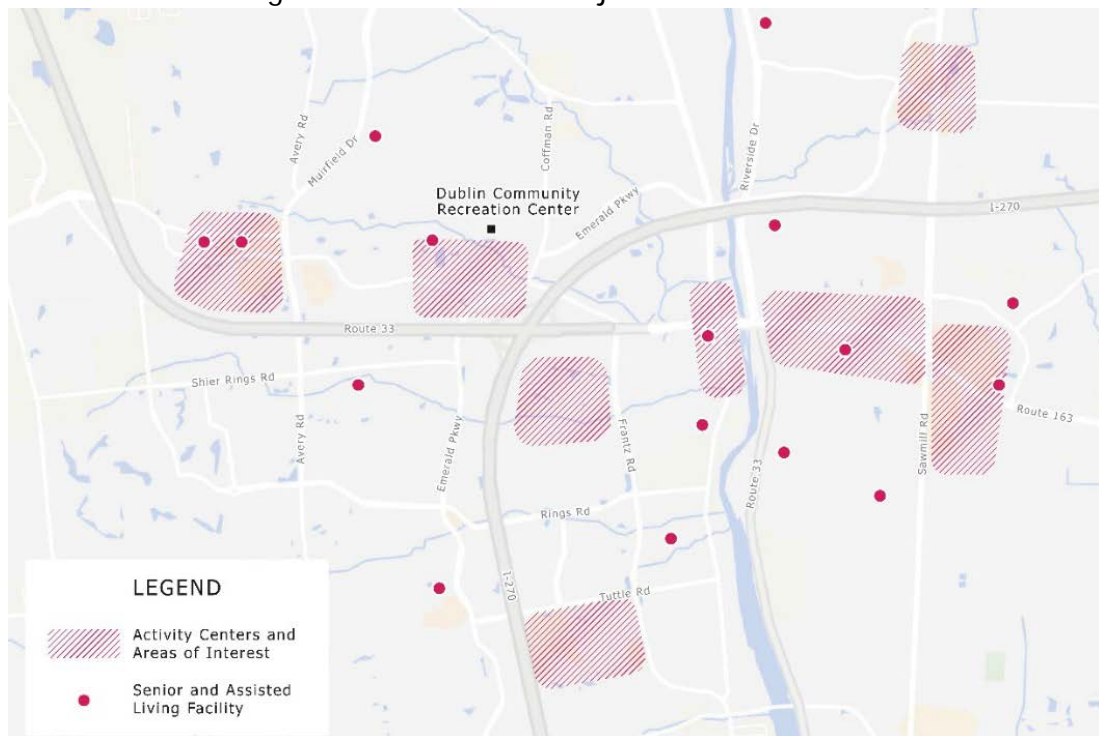 Avery Rd
Muirfield Dr
Coffman Rd
Riverside Dr
Dublin Community
Recreation Center
Emerald Pkwy
I-270
Route 33
Shier Rings Rd
Avery Rd
Emerald Pkwy
Frantz Rd
Sawmill Rd
Route 163
Route 33
Rings Rd
I-270
Tuttle Rd
LEGEND
Activity Centers and
Areas of Interest
Senior and Assisted
Living Facility